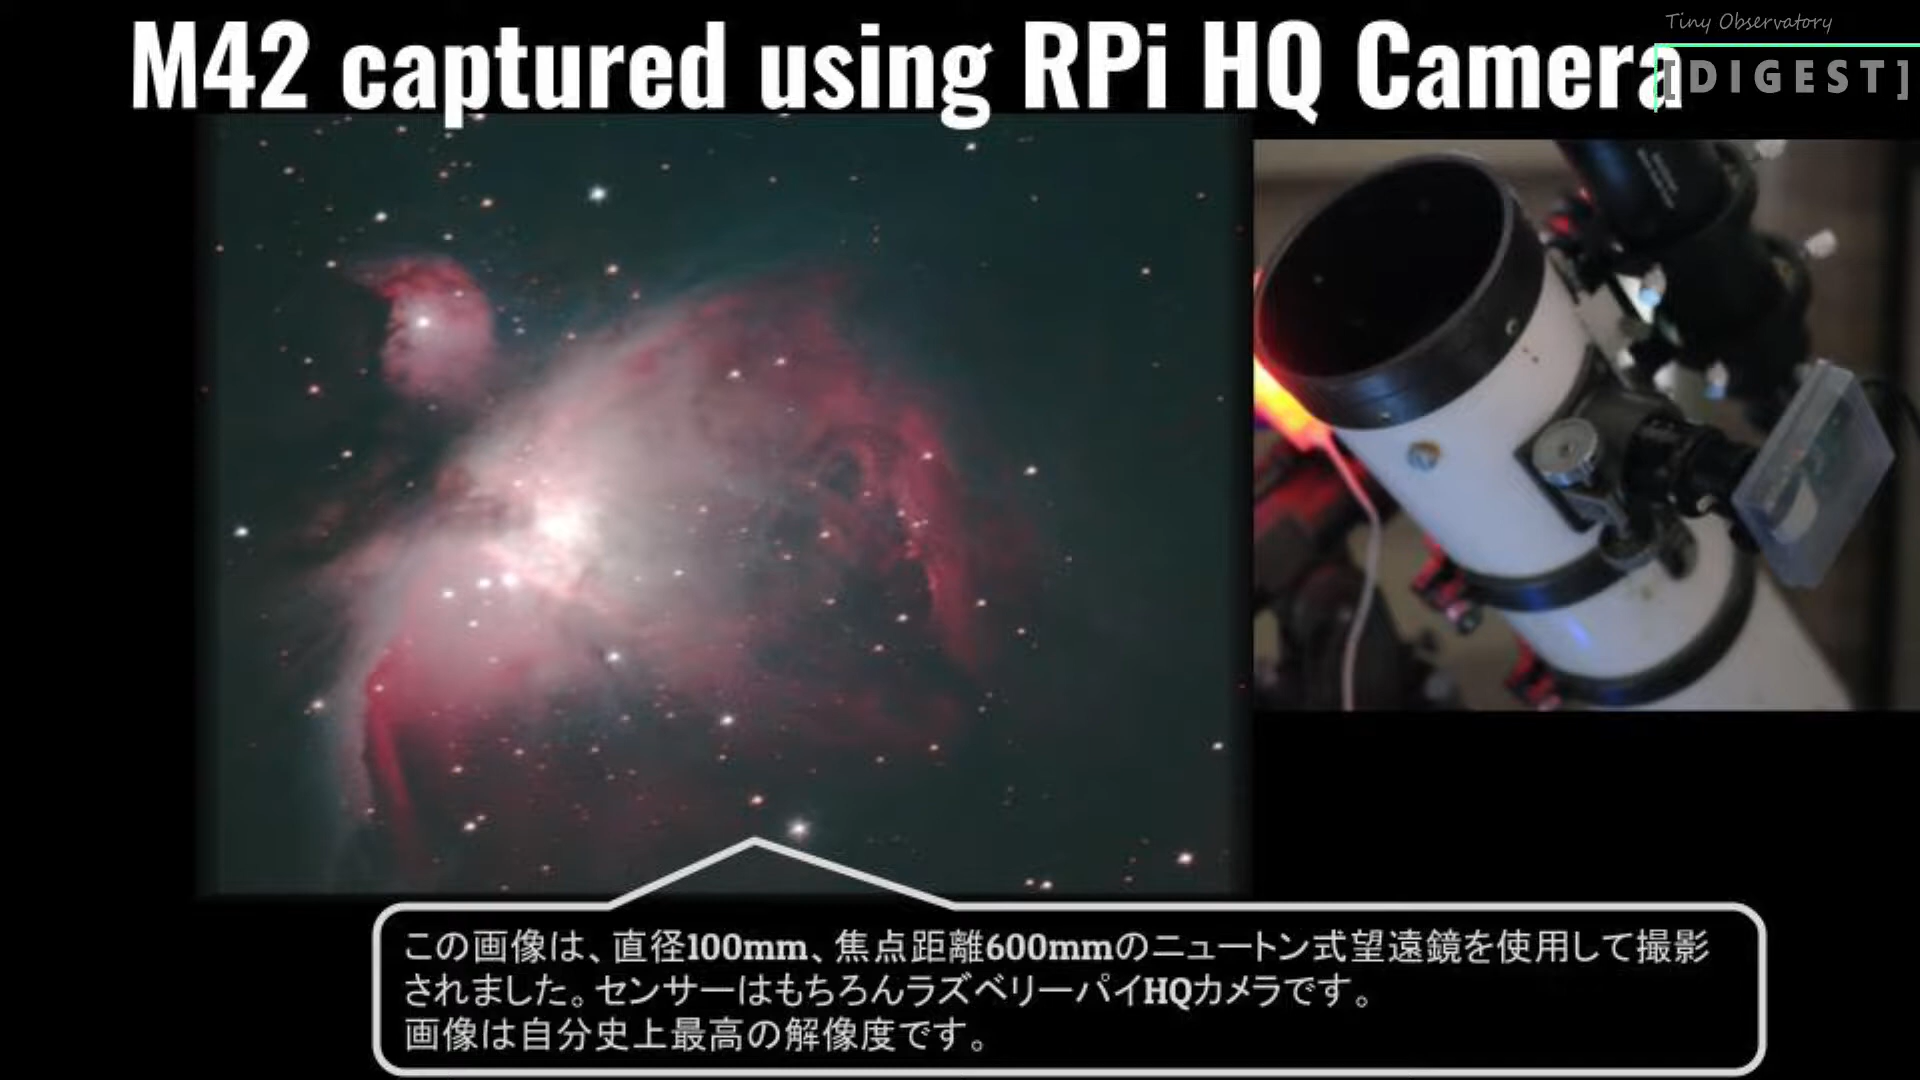 Tiny Observatory
M42 captured using RPi HQ Camera
[DIGEST]
この画像は、直径100mm、焦点距離600mmのニュートン式望遠鏡を使用して撮影
されました。センサーはもちろんラズベリーパイHQカメラです。
画像は自分史上最高の解像度です。